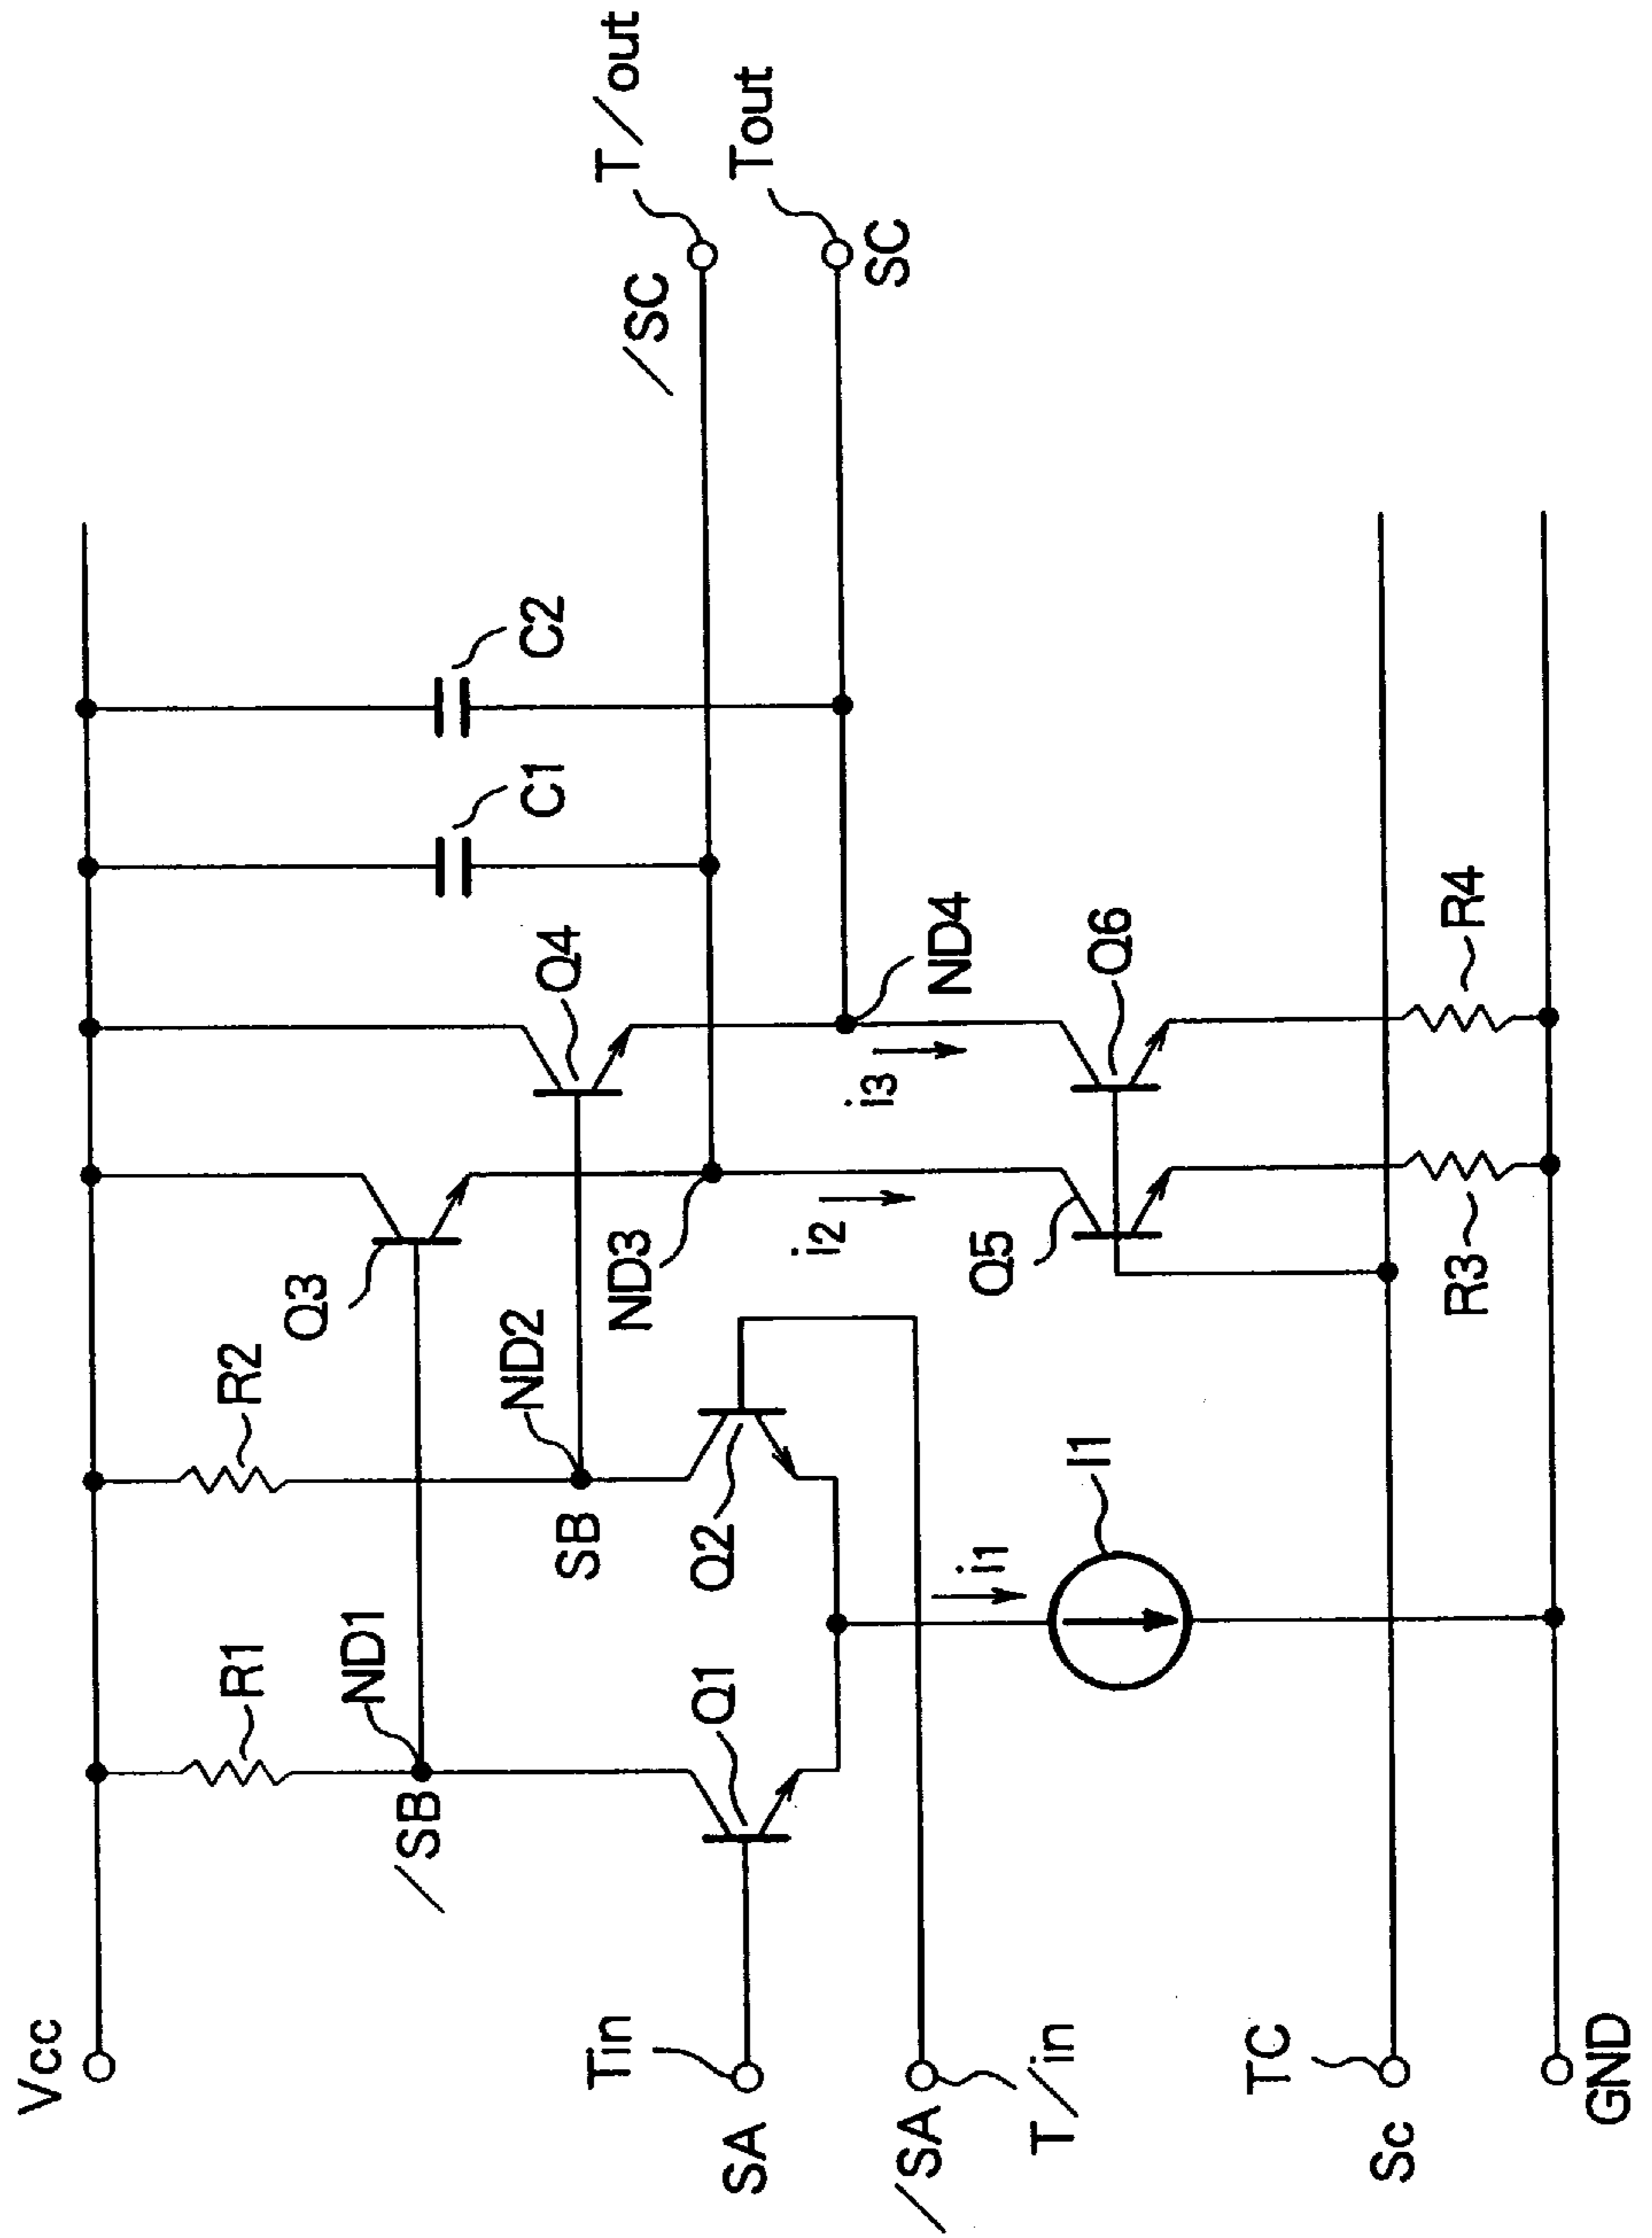 Vcc
R1
R2
Q3
ND1
/SB
ND2
SB
Q4
C1
C2
T/out
/SC
Tout
SC
Tin
SA
Q1
Q2
ND3
ND4
i1
i2
i3
/SA
T/in
I1
Q5
Q6
TC
Sc
R3
R4
GND